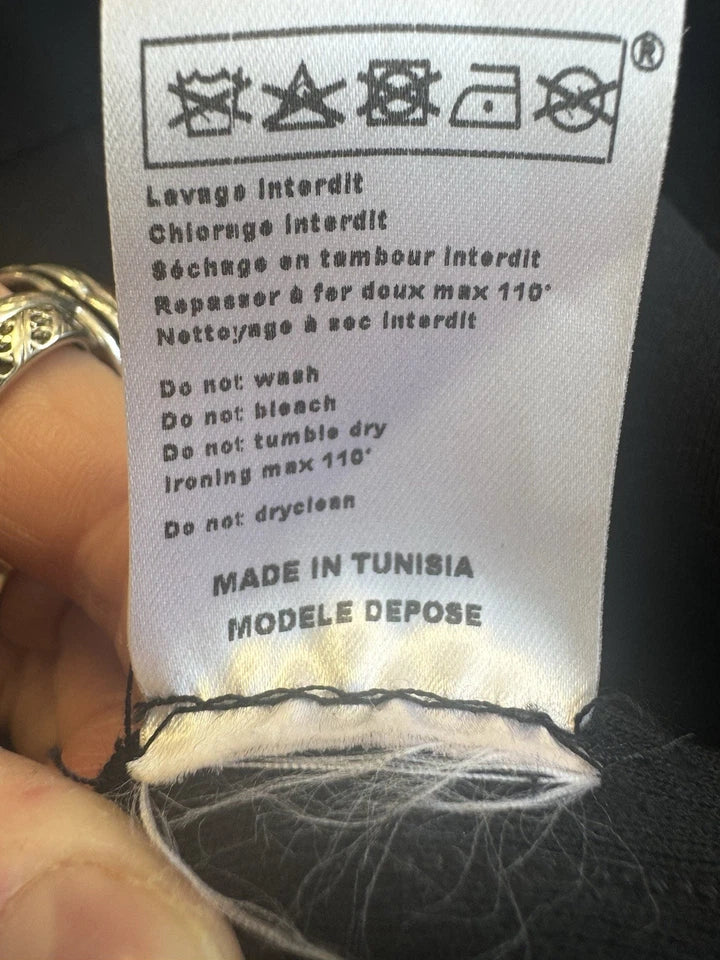 ®
Lavage Interdit
Chlorage Interdit
Séchage en tambour Interdit
Repasser à fer doux max 110°
Nettoyage à sec Interdit
Do not wash
Do not bleach
Do not tumble dry
Ironing max 110°
Do not dryclean
MADE IN TUNISIA
MODELE DEPOSE